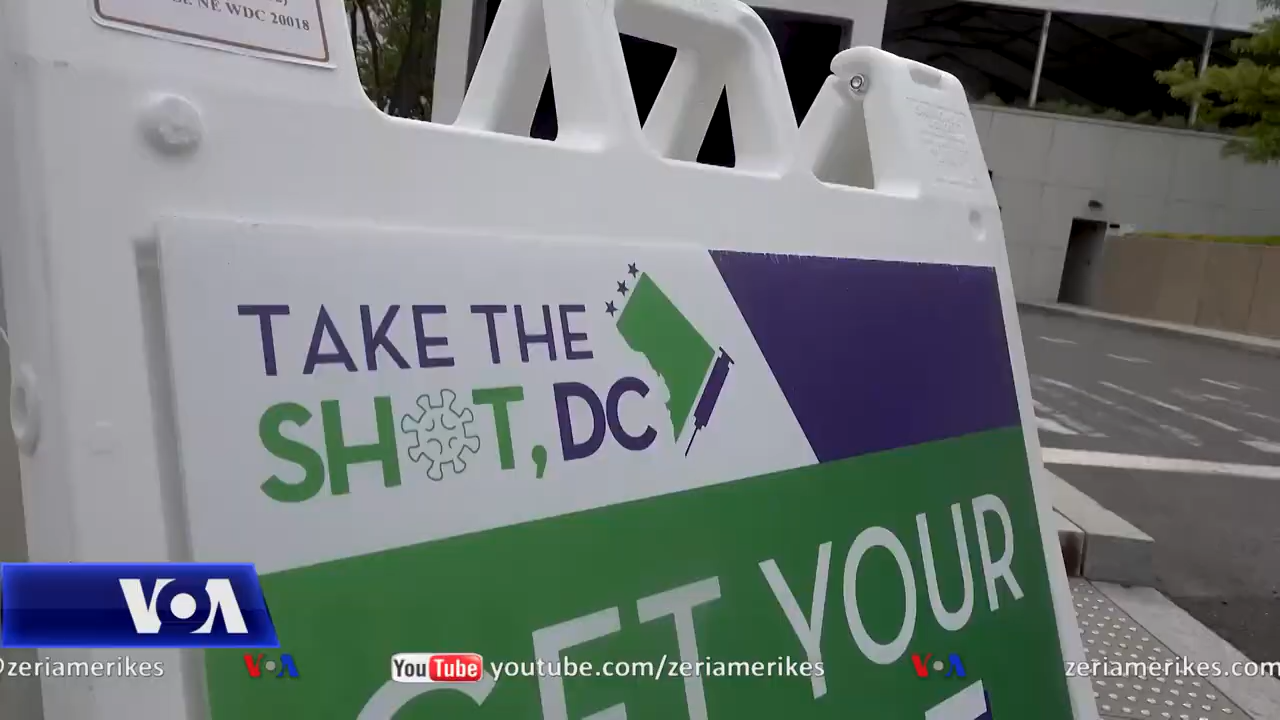 NE WDC 20018
TAKE THE
SHOT, DC
GET YOUR
VOA
@zeriamerikes VOA YouTube youtube.com/zeriamerikes VOA zeriamerikes.com